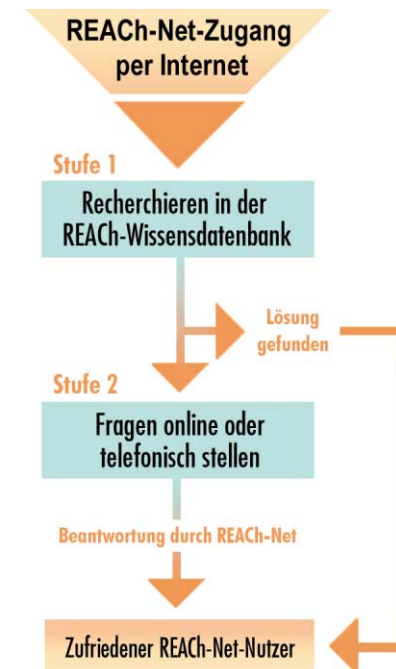 REACh-Net-Zugang
per Internet
Stufe 1
Recherchieren in der
REACh-Wissensdatenbank
Lösung
gefunden
Stufe 2
Fragen online oder
telefonisch stellen
Beantwortung durch REACh-Net
Zufriedener REACh-Net-Nutzer